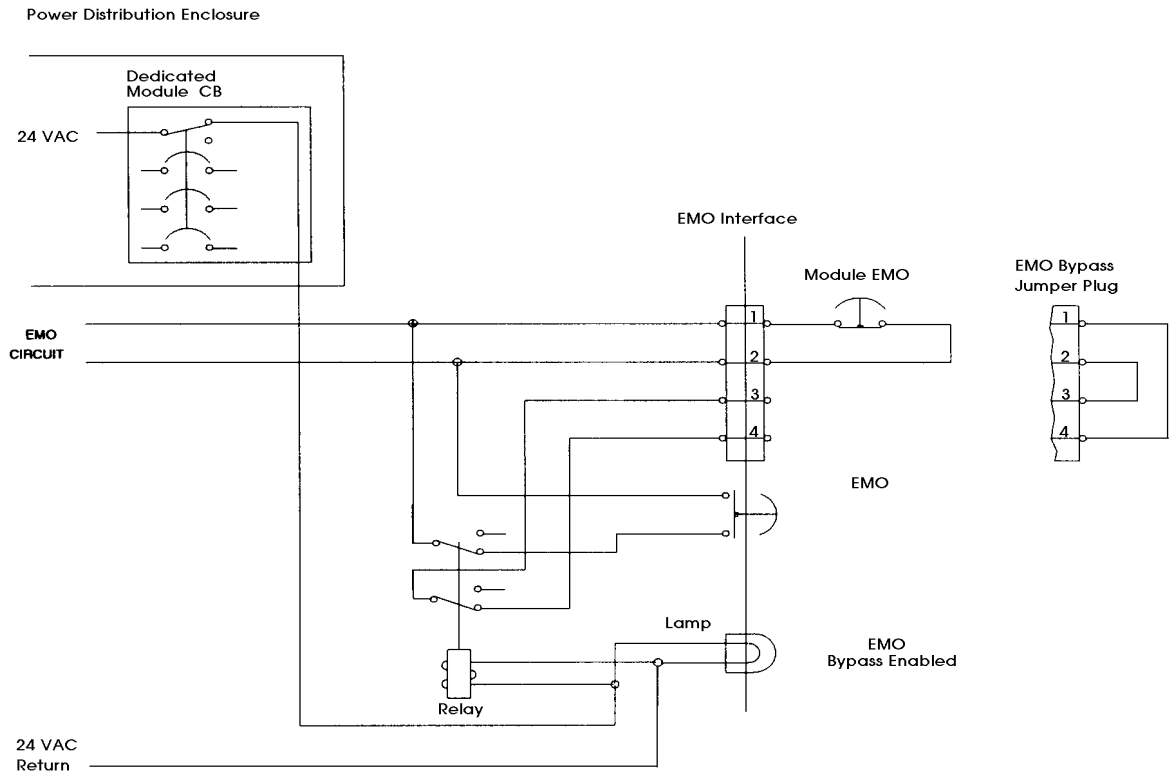 Power Distribution Enclosure
Dedicated
Module CB
24 VAC
EMO Interface
Module EMO
EMO Bypass
Jumper Plug
EMO
CIRCUIT
1
2
3
4
1
2
3
4
EMO
Lamp
EMO
Bypass Enabled
Relay
24 VAC
Return